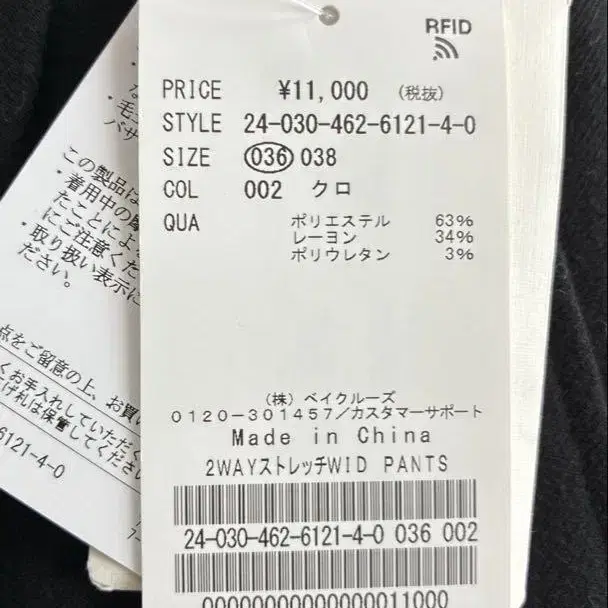 RFID
PRICE ¥11,000 (税抜)
STYLE 24-030-462-6121-4-0
SIZE 036 038
COL 002 クロ
QUA ポリエステル 63%
レーヨン 34%
ポリウレタン 3%
(株) ベイクルーズ
0120-301457/カスタマーサポート
Made in China
2WAYストレッチWID PANTS
24-030-462-6121-4-0 036 002
00000000000000011000
この製品は
・着用中の摩
たことによる
にご注意くだ
・取り扱い表示に
ださい。
点をご留意の上、お買い
くお手入れしていただく
げ札は保管してください
6121-4-0